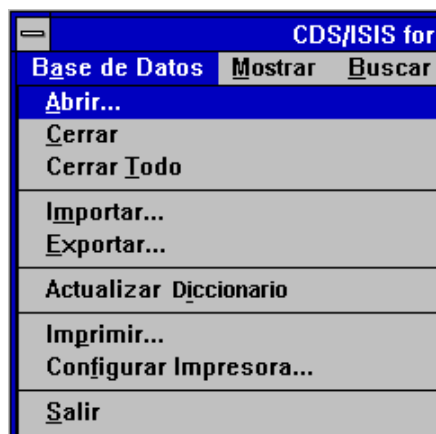 CDS/ISIS for
Base de Datos Mostrar Buscar
Abrir...
Cerrar
Cerrar Todo
Importar...
Exportar...
Actualizar Diccionario
Imprimir...
Configurar Impresora...
Salir